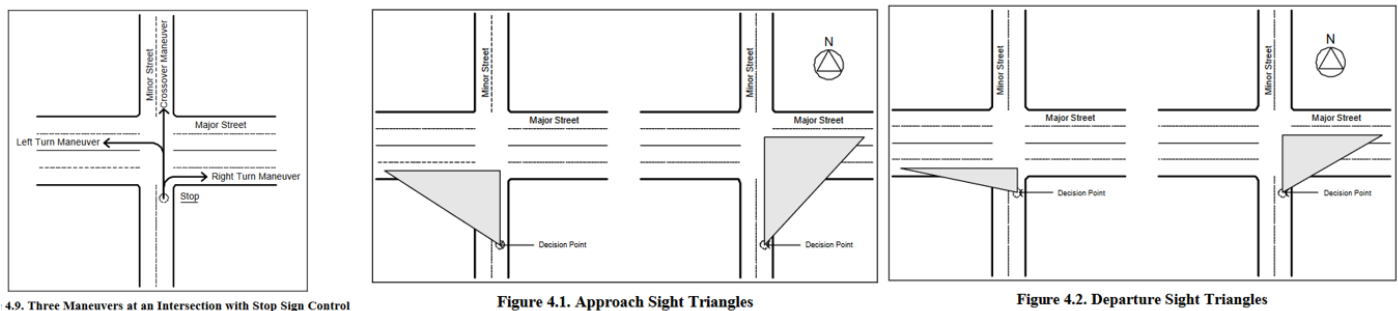 Minor Street
Crossover Maneuver
Major Street
Left Turn Maneuver
Right Turn Maneuver
Stop
4.9. Three Maneuvers at an Intersection with Stop Sign Control
Minor Street
Major Street
Decision Point
Minor Street
N
Major Street
Decision Point
Figure 4.1. Approach Sight Triangles
Minor Street
Major Street
Decision Point
Minor Street
N
Major Street
Decision Point
Figure 4.2. Departure Sight Triangles